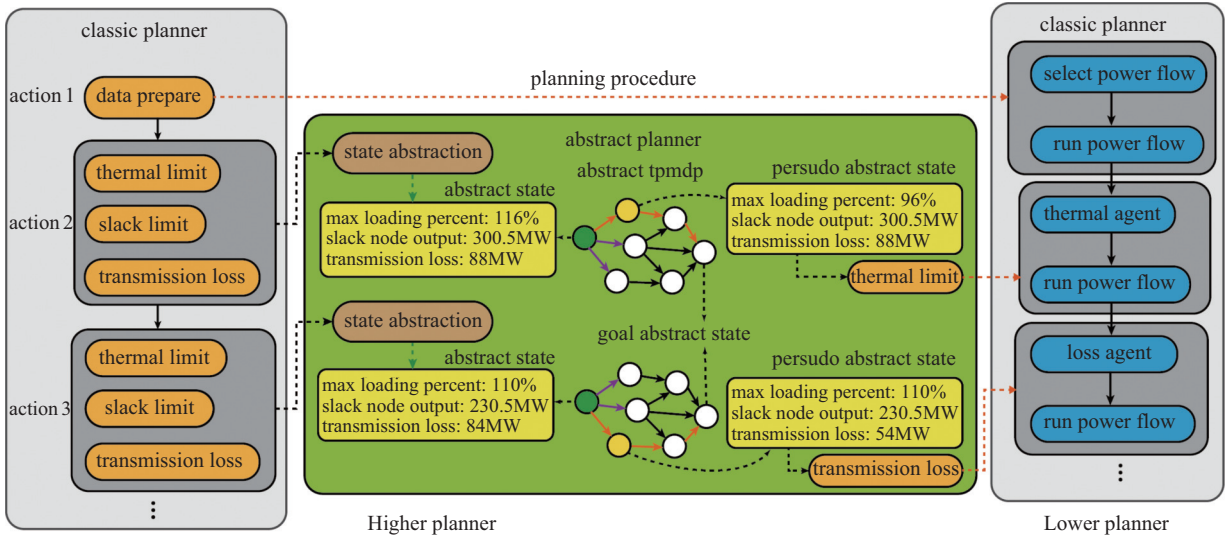 classic planner
action 1
data prepare
thermal limit
action 2
slack limit
transmission loss
thermal limit
action 3
slack limit
transmission loss
planning procedure
abstract planner
state abstraction
abstract tpmdp
abstract state
max loading percent: 116%
slack node output: 300.5MW
transmission loss: 88MW
persudo abstract state
max loading percent: 96%
slack node output: 300.5MW
transmission loss: 88MW
thermal limit
state abstraction
goal abstract state
abstract state
max loading percent: 110%
slack node output: 230.5MW
transmission loss: 84MW
persudo abstract state
max loading percent: 110%
slack node output: 230.5MW
transmission loss: 54MW
transmission loss
Higher planner
classic planner
select power flow
run power flow
thermal agent
run power flow
loss agent
run power flow
Lower planner